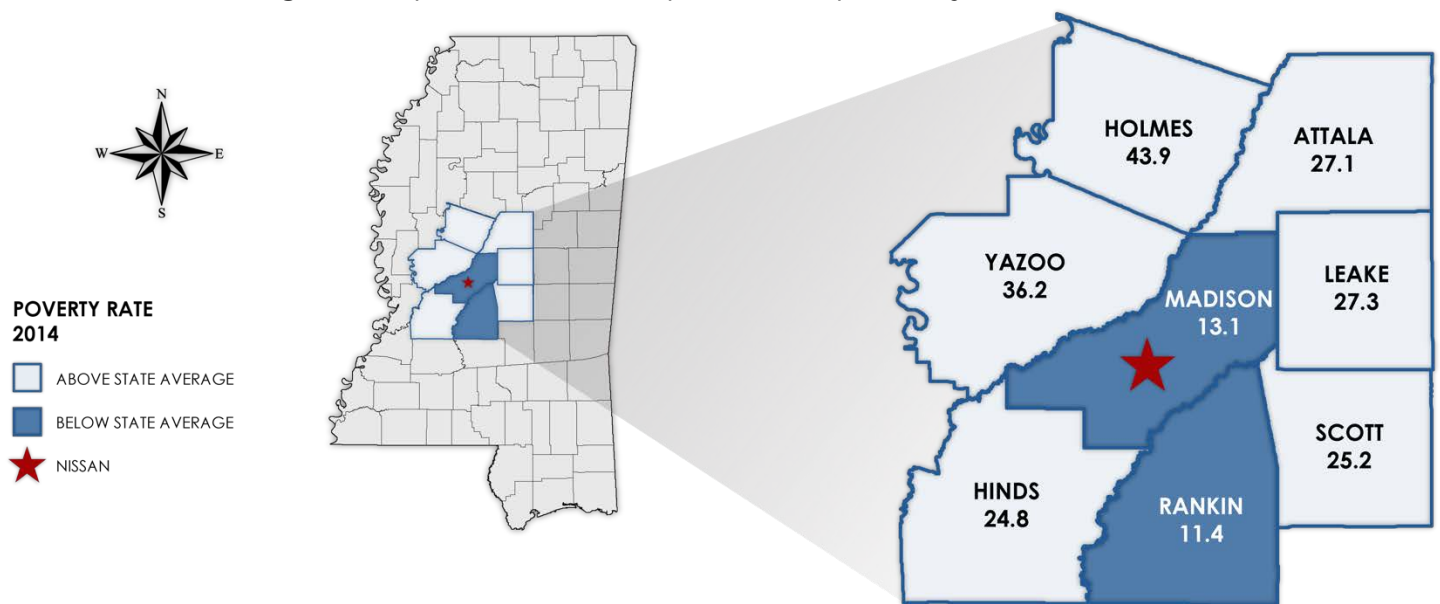 N
W
E
S
POVERTY RATE
2014
ABOVE STATE AVERAGE
BELOW STATE AVERAGE
NISSAN
HOLMES
43.9
ATTALA
27.1
YAZOO
36.2
MADISON
13.1
LEAKE
27.3
SCOTT
25.2
HINDS
24.8
RANKIN
11.4